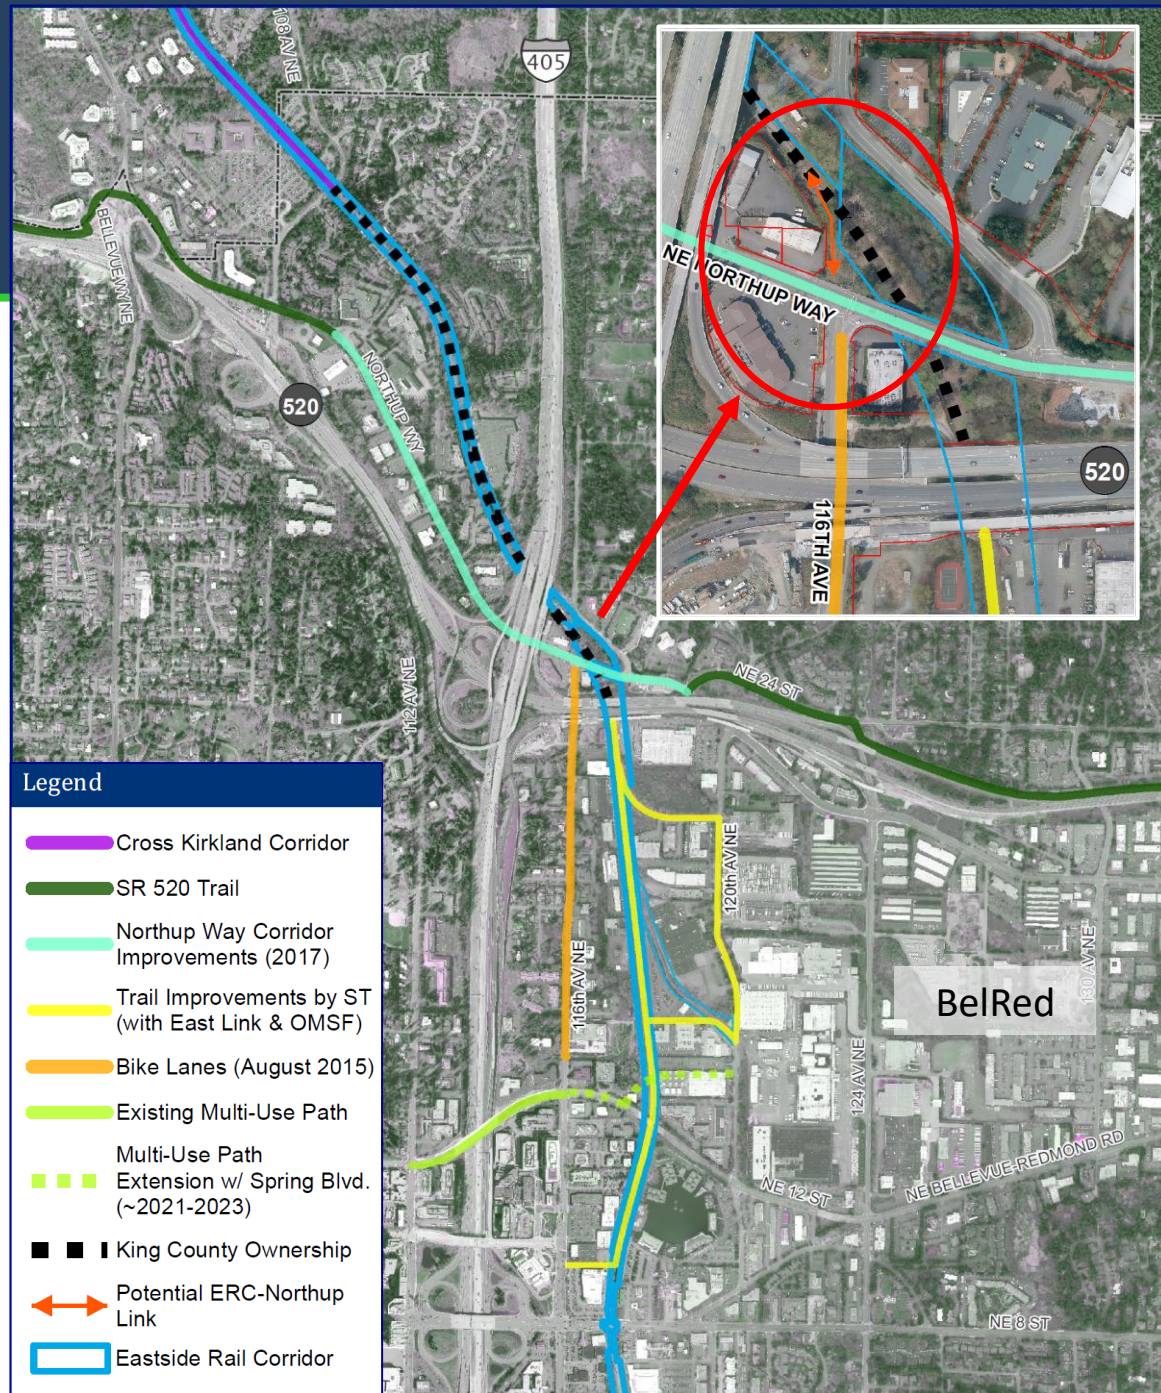 108 AV NE
405
BELLEVUE WY NE
NORTHUP WY
520
112 AV NE
NE NORTHUP WAY
116TH AVE
520
NE 24 ST
120th AV NE
116th AV NE
130 AV NE
BelRed
124 AV NE
NE 12 ST
NE BELLEVUE-REDMOND RD
NE 8 ST
Legend
Cross Kirkland Corridor
SR 520 Trail
Northup Way Corridor
Improvements (2017)
Trail Improvements by ST
(with East Link & OMSF)
Bike Lanes (August 2015)
Existing Multi-Use Path
Multi-Use Path
Extension w/ Spring Blvd.
(~2021-2023)
King County Ownership
Potential ERC-Northup
Link
Eastside Rail Corridor